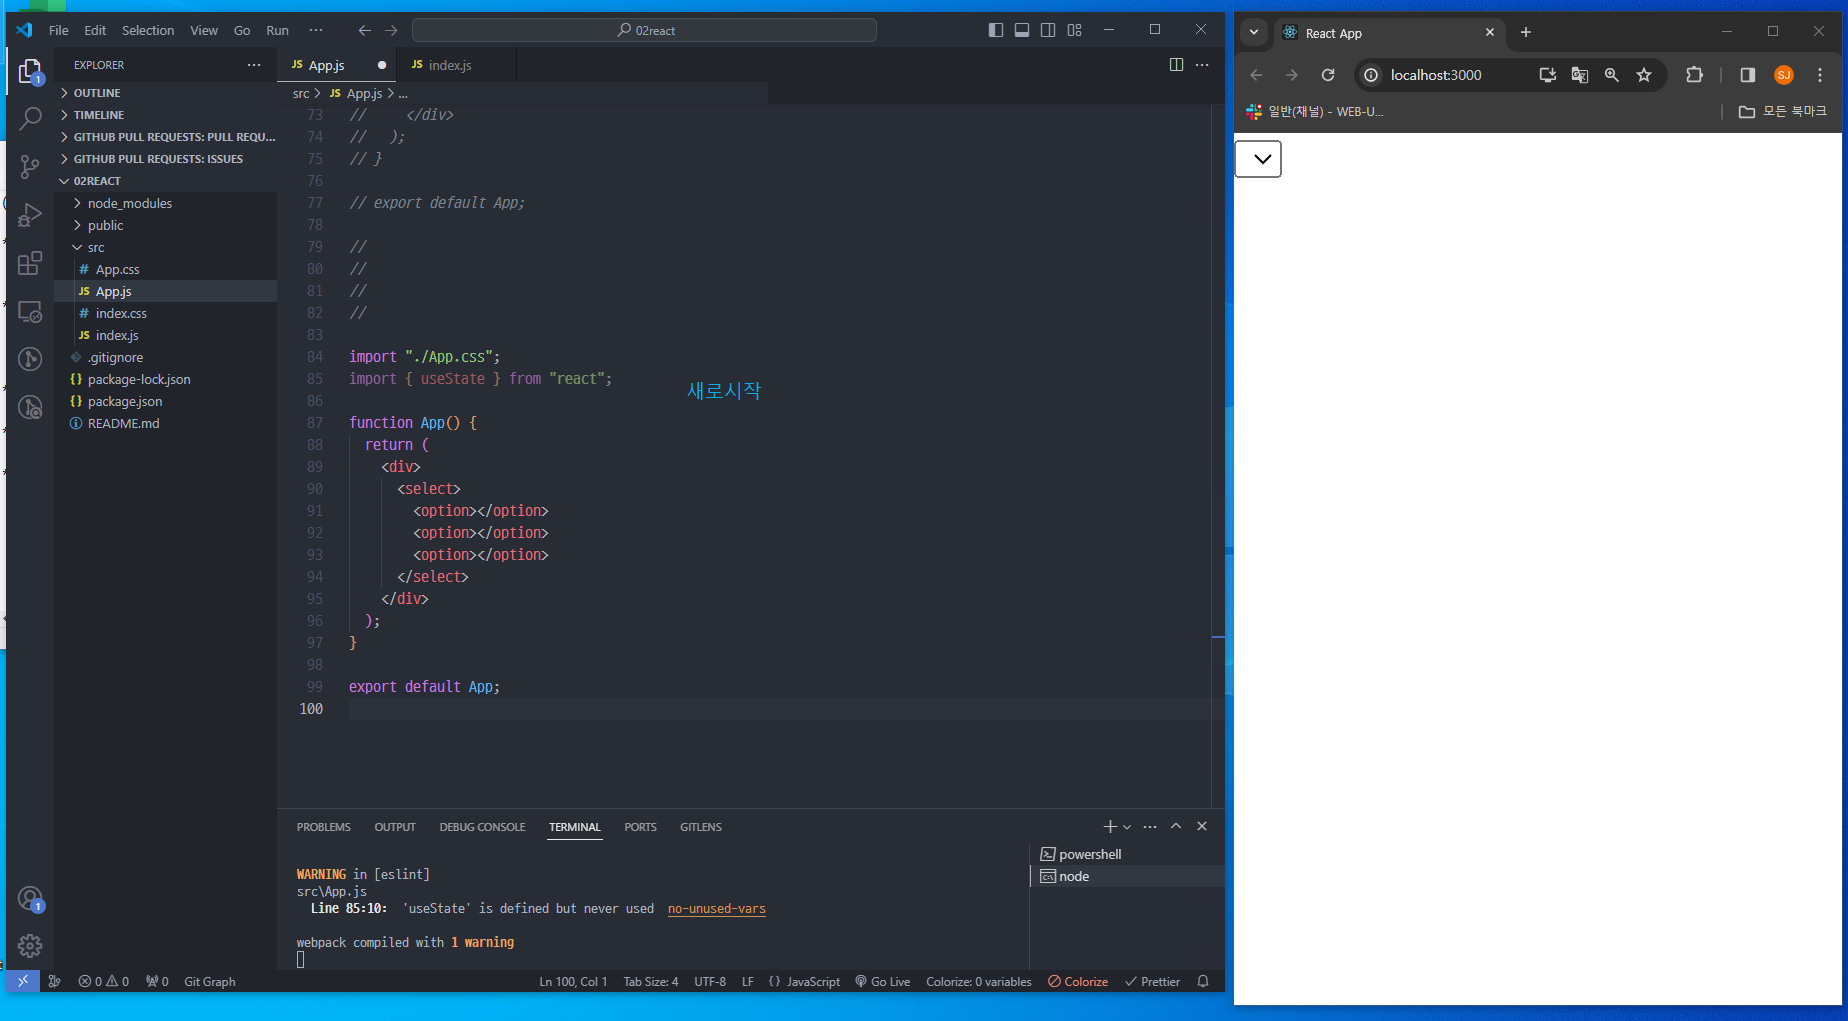 File Edit Selection View Go Run ···
02react
EXPLORER ···
OUTLINE
TIMELINE
GITHUB PULL REQUESTS: PULL REQU...
GITHUB PULL REQUESTS: ISSUES
02REACT
node_modules
public
src
# App.css
JS App.js
# index.css
JS index.js
.gitignore
{} package-lock.json
{} package.json
README.md
1
1
JS App.js
JS index.js
src > JS App.js > ...
73 //     </div>
74 //   );
75 // }
76
77 // export default App;
78
79 //
80 //
81 //
82 //
83
84 import "./App.css";
85 import { useState } from "react";
새로시작
86
87 function App() {
88   return (
89     <div>
90       <select>
91         <option></option>
92         <option></option>
93         <option></option>
94       </select>
95     </div>
96   );
97 }
98
99 export default App;
100
PROBLEMS OUTPUT DEBUG CONSOLE TERMINAL PORTS GITLENS
WARNING in [eslint]
src\App.js
  Line 85:10:  'useState' is defined but never used  no-unused-vars
webpack compiled with 1 warning
powershell
node
0 0 0 Git Graph
Ln 100, Col 1 Tab Size: 4 UTF-8 LF {} JavaScript Go Live Colorize: 0 variables Colorize Prettier
React App
localhost:3000
SJ
일반(채널) - WEB-U...
모든 북마크